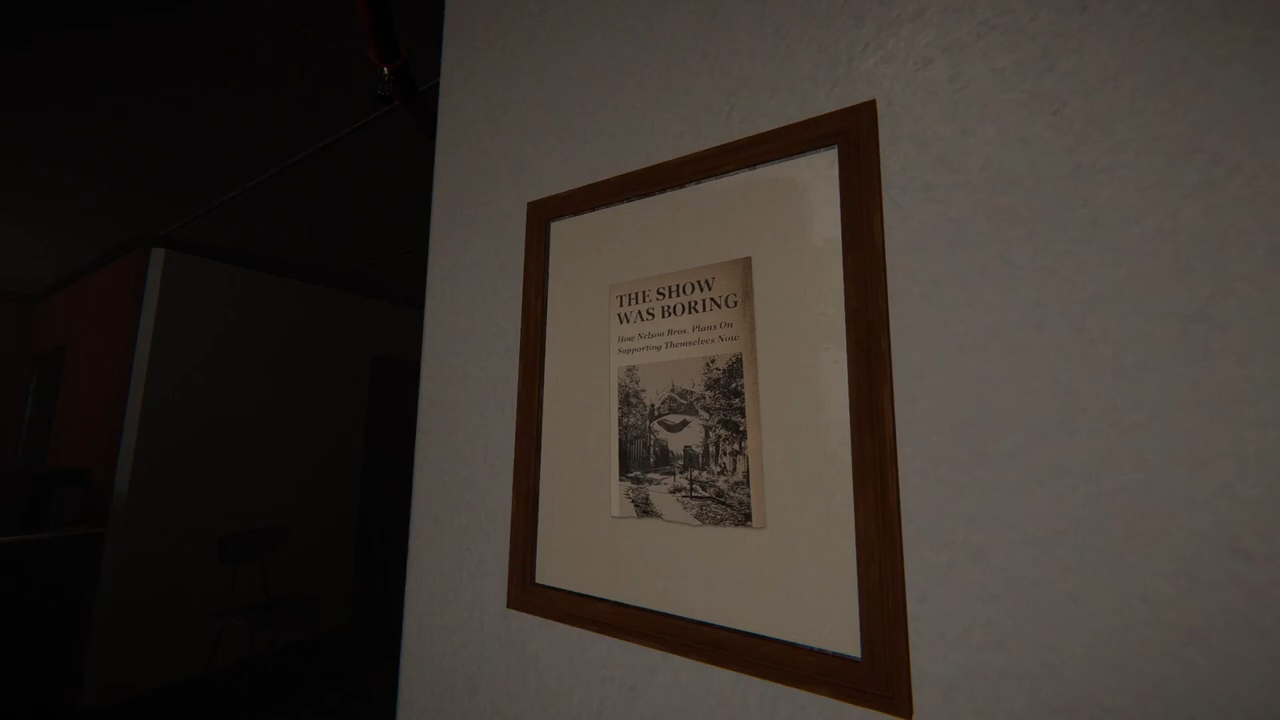 THE SHOW
WAS BORING
How Nelson Bros. Plans On
Supporting Themselves Now